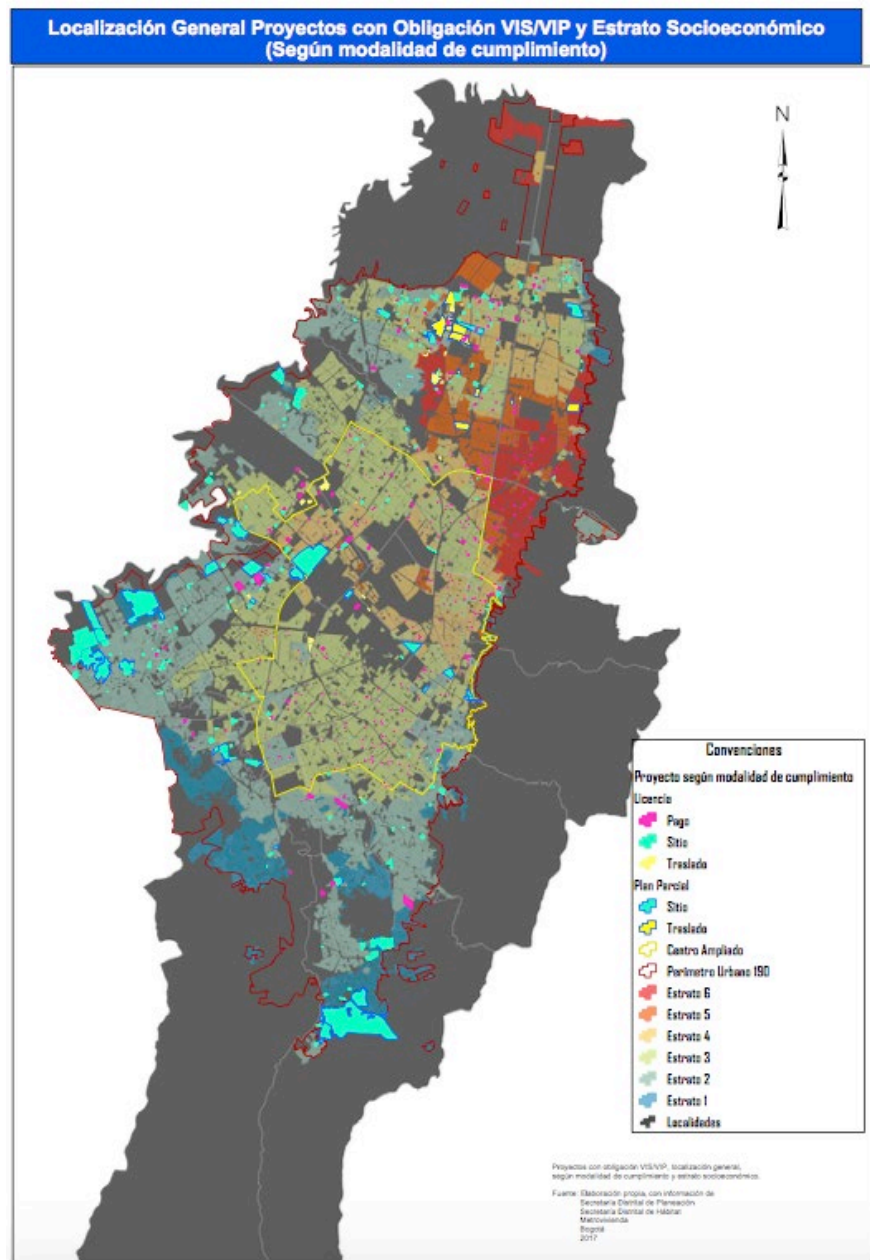 Localización General Proyectos con Obligación VIS/VIP y Estrato Socioeconómico
(Según modalidad de cumplimiento)
N
Convenciones
Proyecto según modalidad de cumplimiento
Licencia
Pago
Sitio
Traslado
Plan Parcial
Sitio
Traslado
Centro Ampliado
Perímetro Urbano 190
Estrato 6
Estrato 5
Estrato 4
Estrato 3
Estrato 2
Estrato 1
Localidades
Proyectos con obligación VIS/VIP, localización general,
según modalidad de cumplimiento y estrato socioeconómico.
Fuente: Elaboración propia, con información de
Secretaría Distrital de Planeación
Secretaría Distrital de Hábitat
Metrovivienda
Bogotá
2017